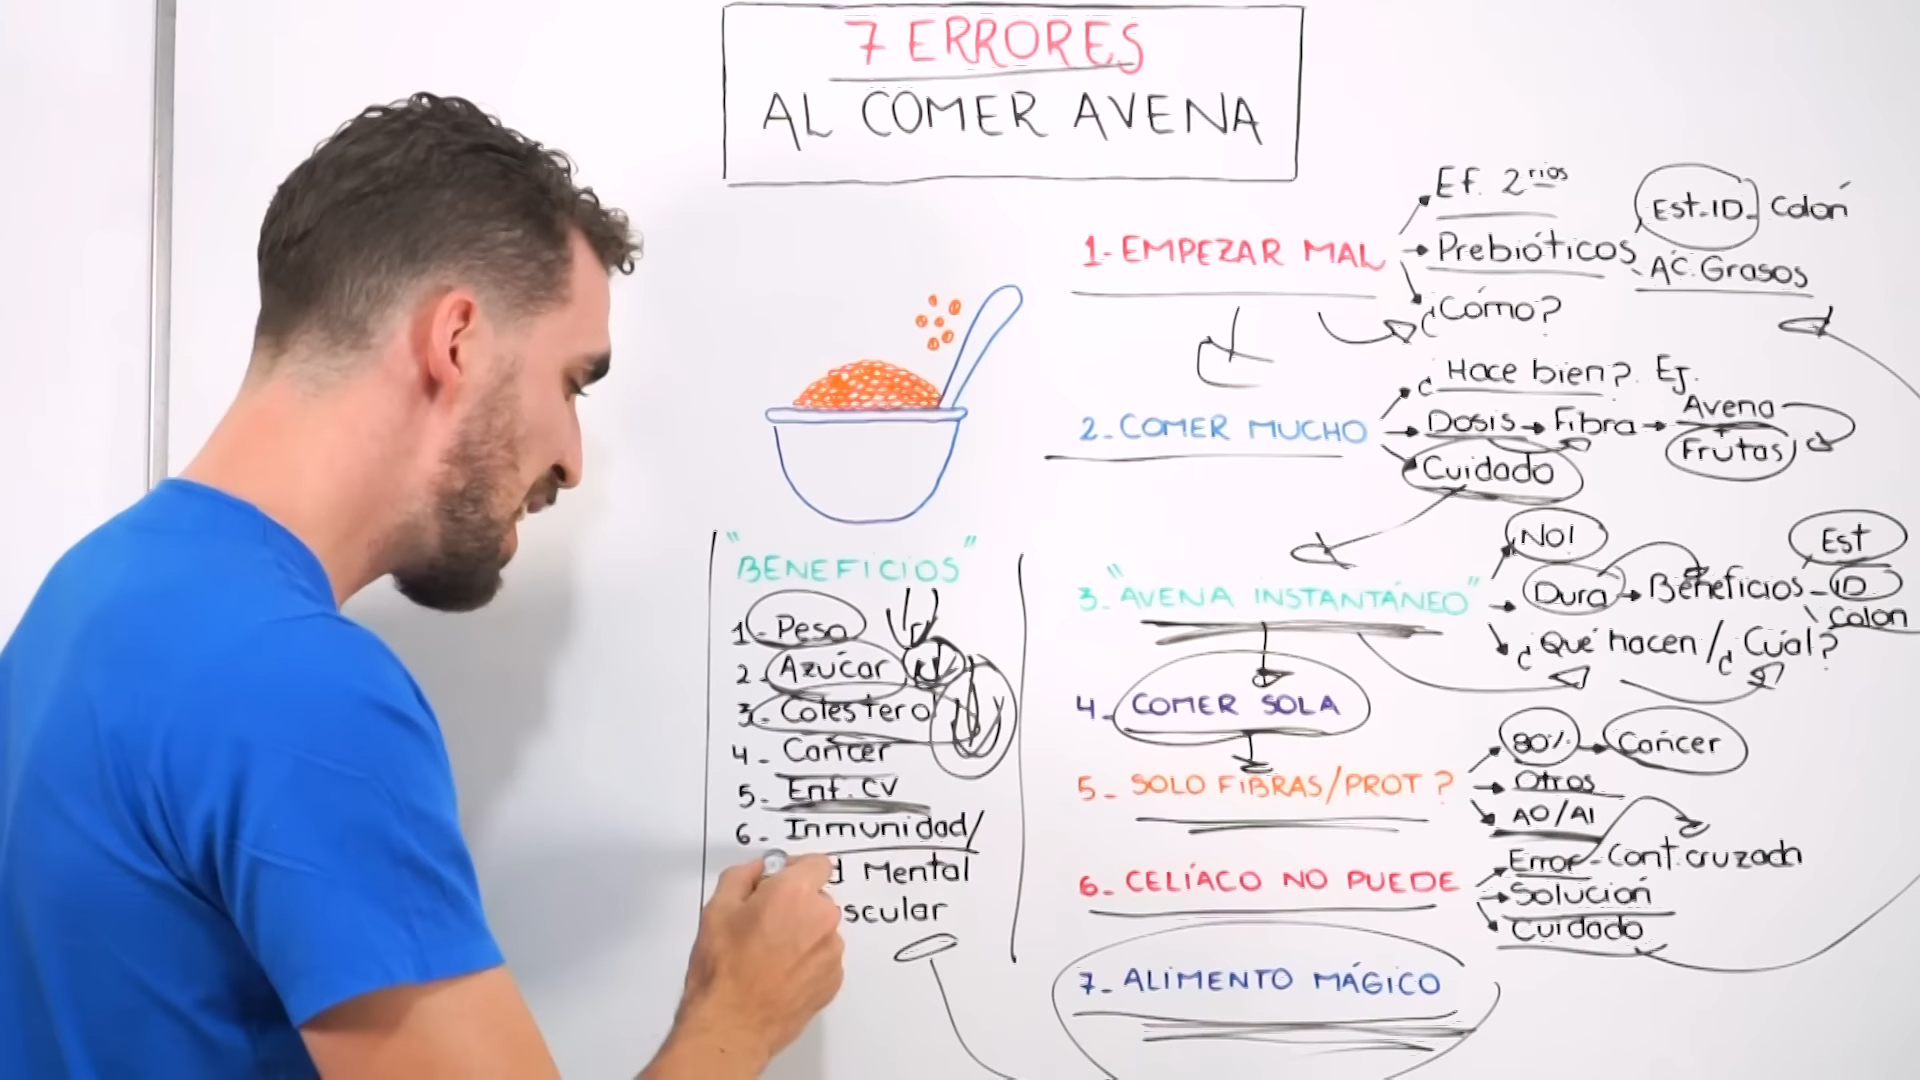 7 ERRORES
AL COMER AVENA
1- EMPEZAR MAL
Ef. 2rios
Prebióticos
Est-ID- Colón
AC. Grasos
¿Cómo?
2- COMER MUCHO
¿Hace bien? Ej.
Dosis → Fibra → Avena
+
Frutas
Cuidado
3- "AVENA INSTANTÁNEO"
No!
Dura → Beneficios - Est
ID
Colon
¿Qué hacen / ¿Cuál?
4- COMER SOLA
5- SOLO FIBRAS/PROT?
80% → Cáncer
Otros
AO/AI
6- CELÍACO NO PUEDE
Error - Cont. cruzada
Solución
Cuidado
7- ALIMENTO MÁGICO
"BENEFICIOS"
1- Peso
2- Azúcar
3- Colesterol
4- Cáncer
5- Enf. CV
6- Inmunidad/
d Mental
scular